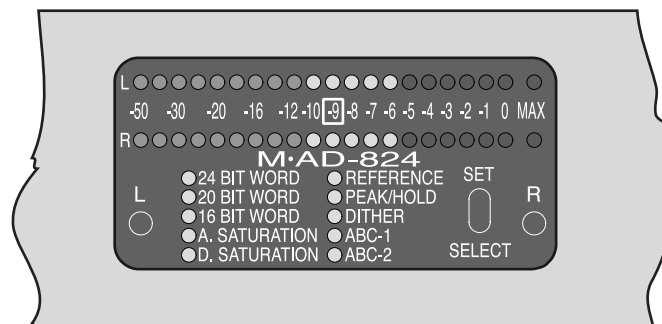 L
-50 -30 -20 -16 -12 -10 -9 -8 -7 -6 -5 -4 -3 -2 -1 0 MAX
R
M·AD-824
24 BIT WORD REFERENCE SET
L 20 BIT WORD PEAK/HOLD R
16 BIT WORD DITHER
A. SATURATION ABC-1
D. SATURATION ABC-2 SELECT